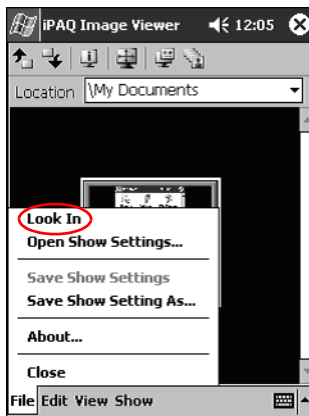 iPAQ Image Viewer 12:05
Location \My Documents
Look In
Open Show Settings...
Save Show Settings
Save Show Setting As...
About...
Close
File Edit View Show